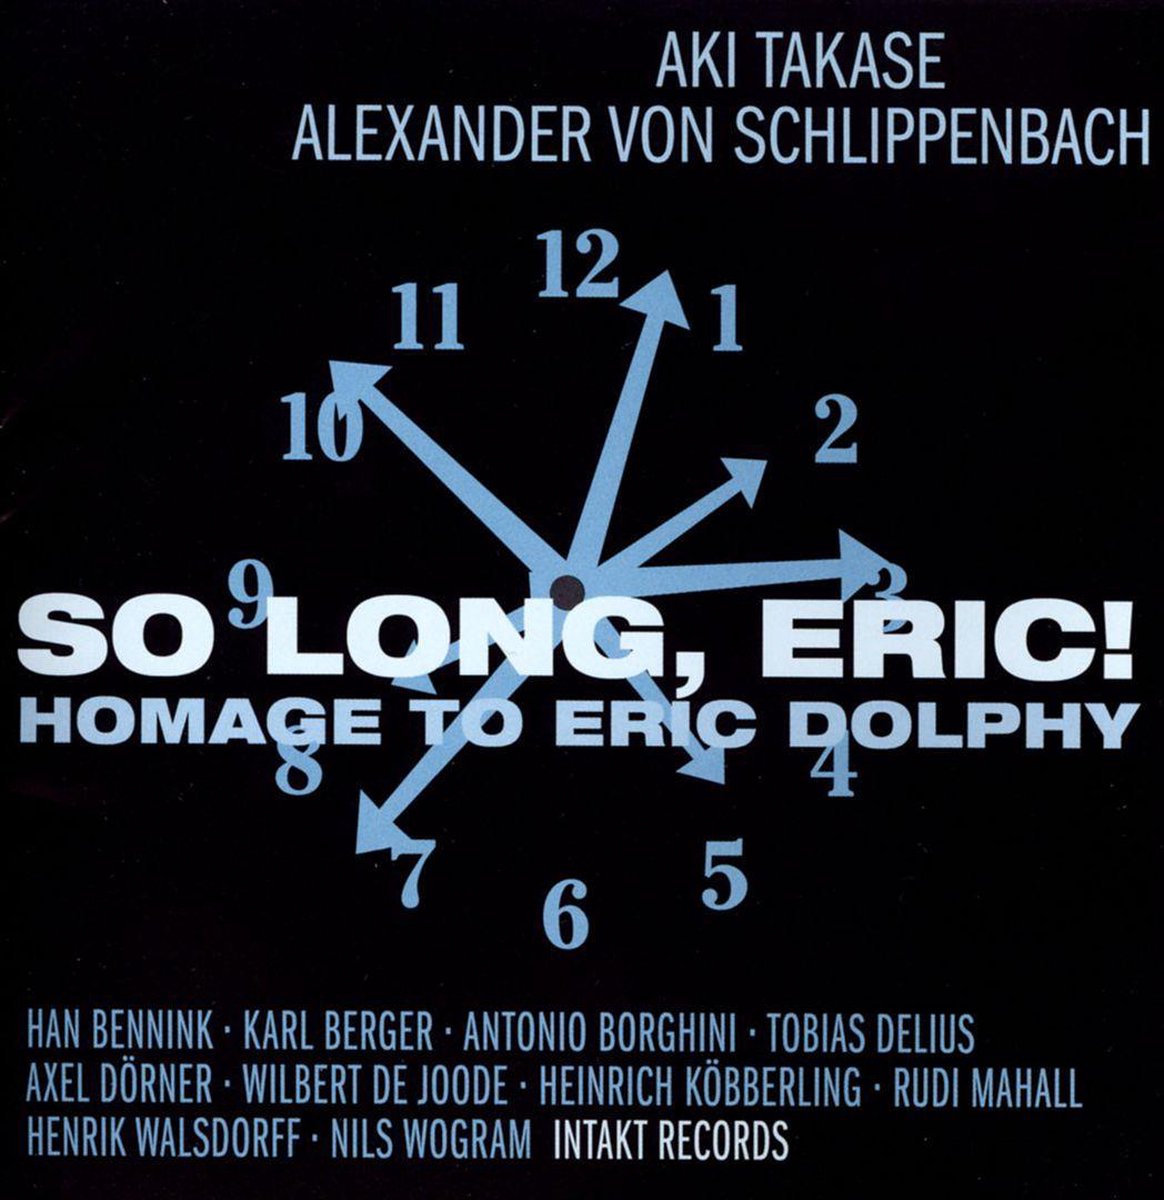 AKI TAKASE
ALEXANDER VON SCHLIPPENBACH
12
11
1
10
2
9
3
SO LONG, ERIC!
HOMAGE TO ERIC DOLPHY
8
4
7
5
6
HAN BENNINK · KARL BERGER · ANTONIO BORGHINI · TOBIAS DELIUS
AXEL DÖRNER · WILBERT DE JOODE · HEINRICH KÖBBERLING · RUDI MAHALL
HENRIK WALSDORFF · NILS WOGRAM INTAKT RECORDS